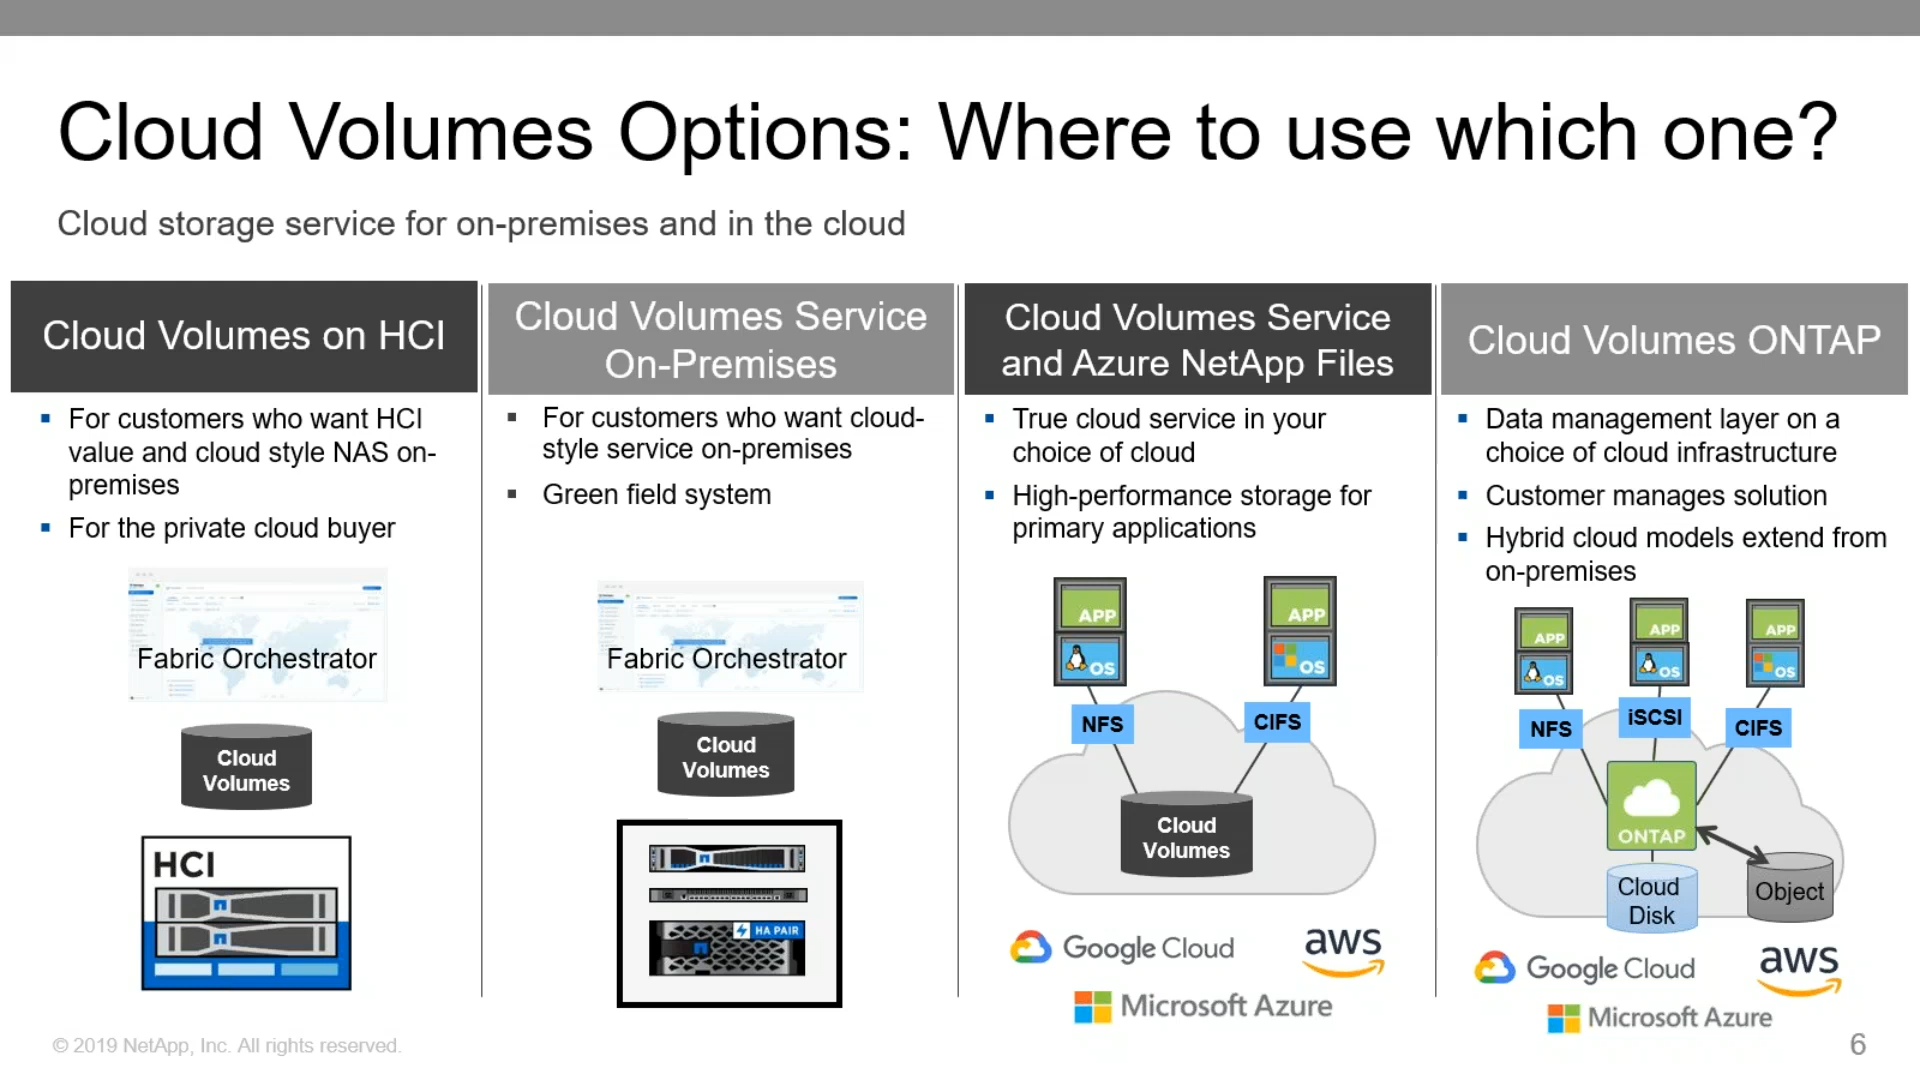 Cloud Volumes Options: Where to use which one?
Cloud storage service for on-premises and in the cloud
Cloud Volumes on HCI
▪ For customers who want HCI
value and cloud style NAS on-
premises
▪ For the private cloud buyer
Fabric Orchestrator
Cloud
Volumes
HCI
Cloud Volumes Service
On-Premises
▪ For customers who want cloud-
style service on-premises
▪ Green field system
Fabric Orchestrator
Cloud
Volumes
HA PAIR
Cloud Volumes Service
and Azure NetApp Files
▪ True cloud service in your
choice of cloud
▪ High-performance storage for
primary applications
APP
OS
APP
OS
NFS
CIFS
Cloud
Volumes
Google Cloud
aws
Microsoft Azure
Cloud Volumes ONTAP
▪ Data management layer on a
choice of cloud infrastructure
▪ Customer manages solution
▪ Hybrid cloud models extend from
on-premises
APP
OS
APP
OS
APP
OS
NFS
iSCSI
CIFS
ONTAP
Cloud
Disk
Object
Google Cloud
aws
Microsoft Azure
© 2019 NetApp, Inc. All rights reserved.
6